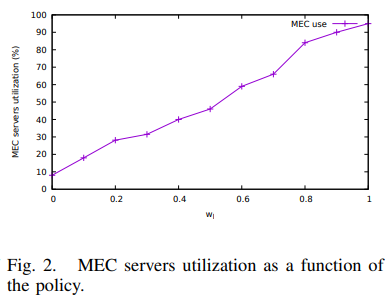 100
90
80
70
60
50
40
30
20
10
0
MEC servers utilization (%)
MEC use
0 0.2 0.4 0.6 0.8 1
wl
Fig. 2. MEC servers utilization as a function of
the policy.